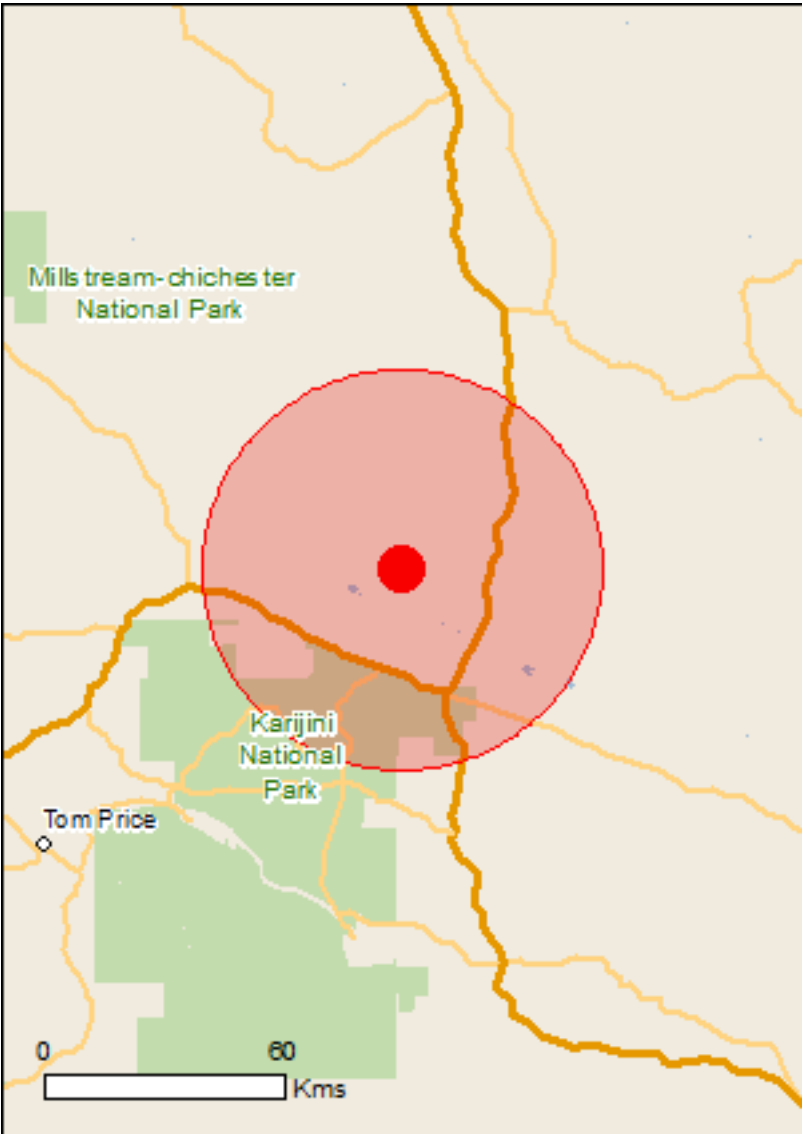 Millstream-chichester
National Park
Karijini
National
Park
Tom Price
0 60
Kms